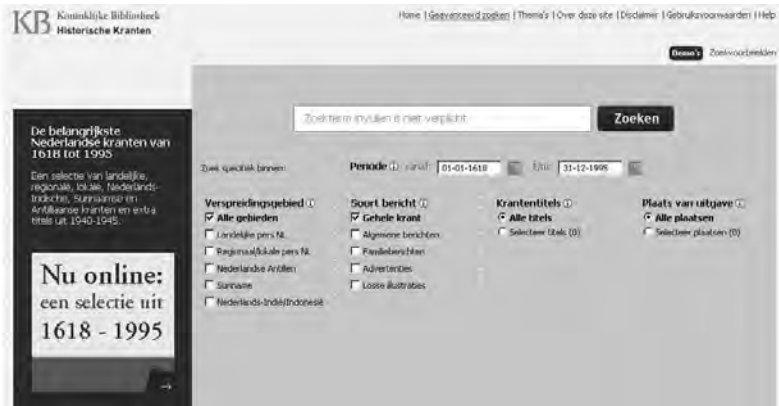 KB Koninklijke Bibliotheek
Historische Kranten
Home | Geavanceerd zoeken | Thema's | Over deze site | Disclaimer | Gebruiksvoorwaarden | Help
Demo's Zoekvoorbeelden
De belangrijkste
Nederlandse kranten van
1618 tot 1995
Een selectie van landelijke,
regionale, lokale, Nederlands-
Indische, Surinaamse en
Antilliaanse kranten en extra
titels uit 1940-1945.
Nu online:
een selectie uit
1618 - 1995
Zoekterm invullen is niet verplicht
Zoeken
Zoek specifiek binnen:
Periode vanaf: 01-01-1618 t/m: 31-12-1995
Verspreidingsgebied
Alle gebieden
Landelijke pers NL
Regionaal/lokale pers NL
Nederlandse Antillen
Suriname
Nederlands-Indië/Indonesië
Soort bericht
Gehele krant
Algemene berichten
Familieberichten
Advertenties
Losse illustraties
Krantentitels
Alle titels
Selecteer titels (0)
Plaats van uitgave
Alle plaatsen
Selecteer plaatsen (0)